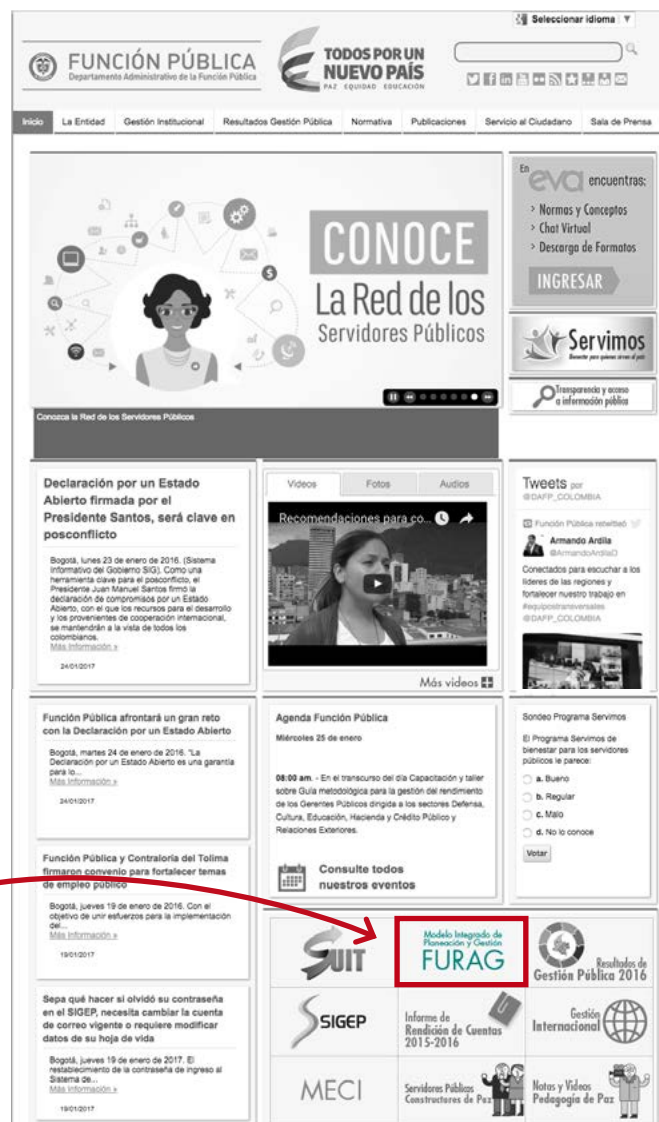 Seleccionar idioma
FUNCIÓN PÚBLICA
Departamento Administrativo de la Función Pública
TODOS POR UN
NUEVO PAÍS
PAZ EQUIDAD EDUCACIÓN
Inicio La Entidad Gestión Institucional Resultados Gestión Pública Normativa Publicaciones Servicio al Ciudadano Sala de Prensa
CONOCE
La Red de los
Servidores Públicos
Conozca la Red de los Servidores Públicos
En eva encuentras:
> Normas y Conceptos
> Chat Virtual
> Descarga de Formatos
INGRESAR
Servimos
Bienestar para quienes sirven al país
Transparencia y acceso
a información pública
Declaración por un Estado
Abierto firmada por el
Presidente Santos, será clave en
posconflicto
Bogotá, lunes 23 de enero de 2016. (Sistema
Informativo del Gobierno SIG). Como una
herramienta clave para el posconflicto, el
Presidente Juan Manuel Santos firmó la
declaración de compromisos por un Estado
Abierto, con el que los recursos para el desarrollo
y los provenientes de cooperación internacional,
se mantendrán a la vista de todos los
colombianos.
Más Información »
24/01/2017
Videos Fotos Audios
Recomendaciones para co...
Más videos
Tweets por
@DAFP_COLOMBIA
Función Pública retwitteó
Armando Ardila
@ArmandoArdilaD
Conectados para escuchar a los
líderes de las regiones y
fortalecer nuestro trabajo en
#equipostransversales
@DAFP_COLOMBIA
Función Pública afrontará un gran reto
con la Declaración por un Estado Abierto
Bogotá, martes 24 de enero de 2016. "La
Declaración por un Estado Abierto es una garantía
para lo...
Más Información »
24/01/2017
Función Pública y Contraloría del Tolima
firmaron convenio para fortalecer temas
de empleo público
Bogotá, jueves 19 de enero de 2016. Con el
objetivo de unir esfuerzos para la implementación
del...
Más Información »
19/01/2017
Sepa qué hacer si olvidó su contraseña
en el SIGEP, necesita cambiar la cuenta
de correo vigente o requiere modificar
datos de su hoja de vida
Bogotá, jueves 19 de enero de 2017. El
restablecimiento de la contraseña de ingreso al
Sistema de...
Más Información »
19/01/2017
Agenda Función Pública
Miércoles 25 de enero
08:00 am. - En el transcurso del día Capacitación y taller
sobre Guía metodológica para la gestión del rendimiento
de los Gerentes Públicos dirigida a los sectores Defensa,
Cultura, Educación, Hacienda y Crédito Público y
Relaciones Exteriores.
Consulte todos
nuestros eventos
Sondeo Programa Servimos
El Programa Servimos de
bienestar para los servidores
públicos le parece:
a. Bueno
b. Regular
c. Malo
d. No lo conoce
Votar
SUIT
Modelo Integrado de
Planeación y Gestión
FURAG
Resultados de
Gestión Pública 2016
SIGEP
Informe de
Rendición de Cuentas
2015-2016
Gestión
Internacional
MECI
Servidores Públicos
Constructores de Paz
Notas y Videos
Pedagogía de Paz